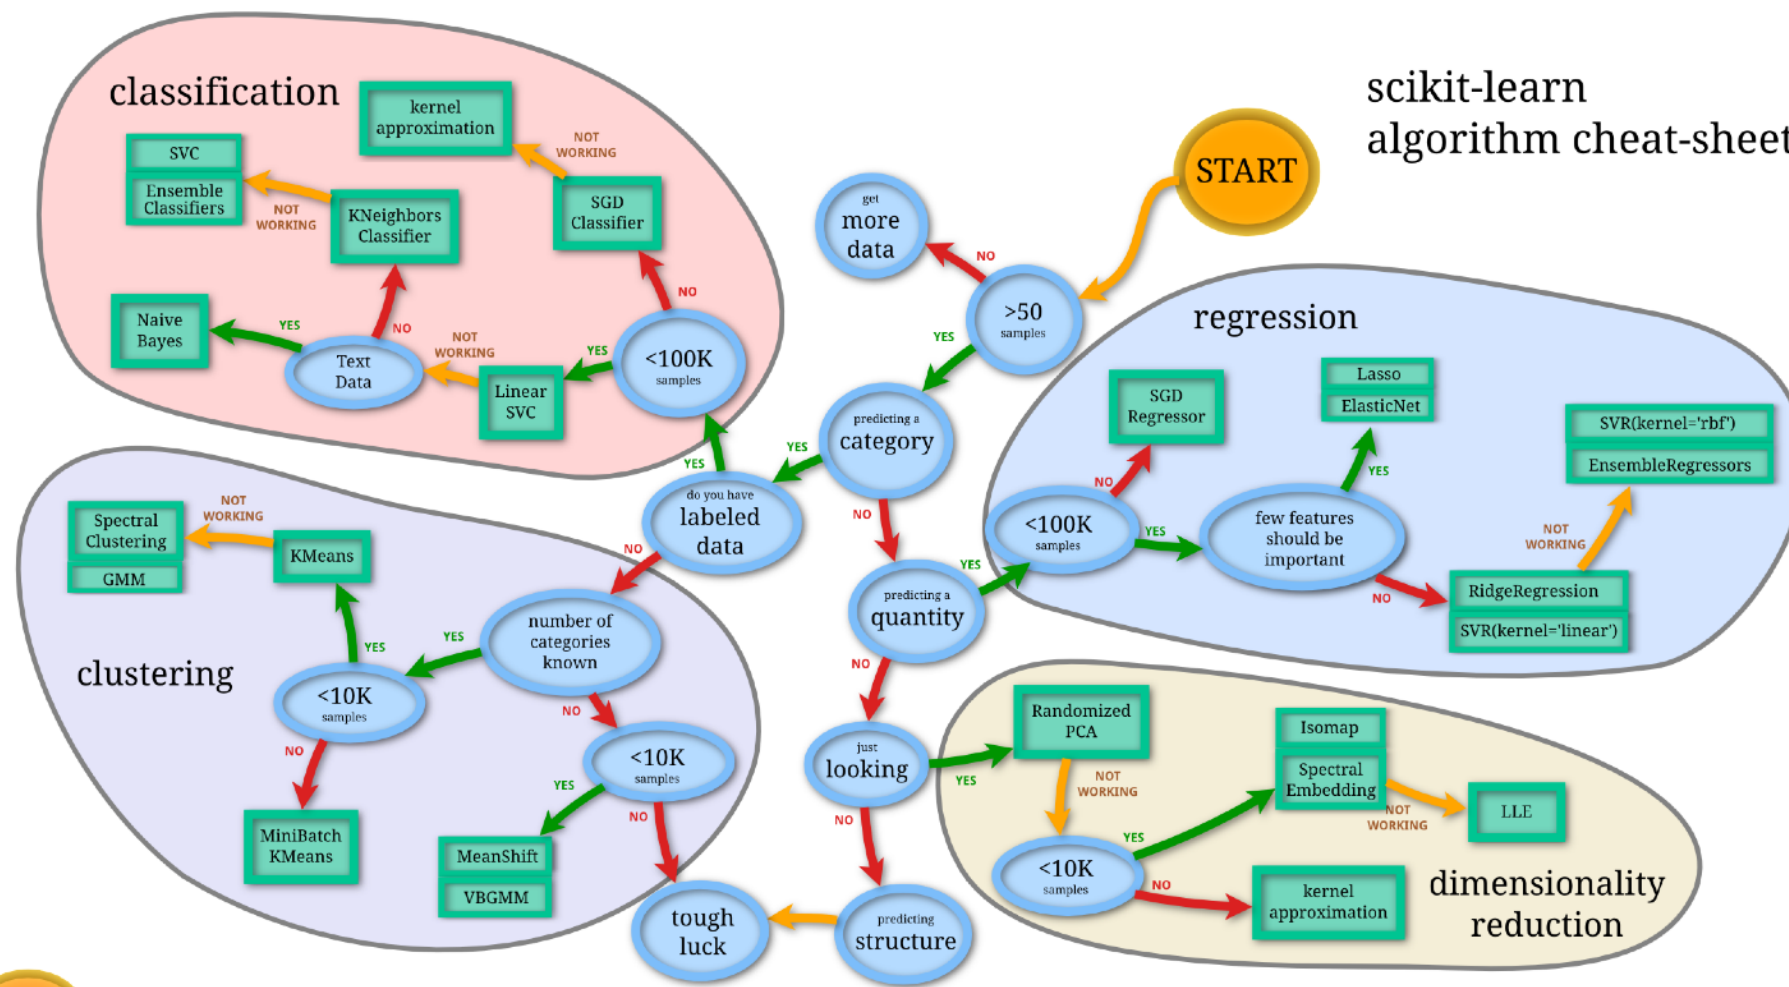 scikit-learn
algorithm cheat-sheet
START
classification
kernel
approximation
NOT
WORKING
SVC
Ensemble
Classifiers
NOT
WORKING
KNeighbors
Classifier
SGD
Classifier
NO
NO
Naive
Bayes
YES
Text
Data
NOT
WORKING
Linear
SVC
YES
<100K
samples
YES
get
more
data
NO
>50
samples
YES
predicting a
category
YES
NO
do you have
labeled
data
NO
predicting a
quantity
YES
NO
just
looking
YES
NO
predicting
structure
tough
luck
regression
SGD
Regressor
Lasso
ElasticNet
SVR(kernel='rbf')
EnsembleRegressors
NO
YES
<100K
samples
YES
few features
should be
important
NOT
WORKING
NO
RidgeRegression
SVR(kernel='linear')
clustering
Spectral
Clustering
GMM
NOT
WORKING
KMeans
YES
number of
categories
known
YES
NO
<10K
samples
NO
MiniBatch
KMeans
<10K
samples
YES
NO
MeanShift
VBGMM
Randomized
PCA
NOT
WORKING
Isomap
Spectral
Embedding
NOT
WORKING
LLE
YES
<10K
samples
NO
kernel
approximation
dimensionality
reduction